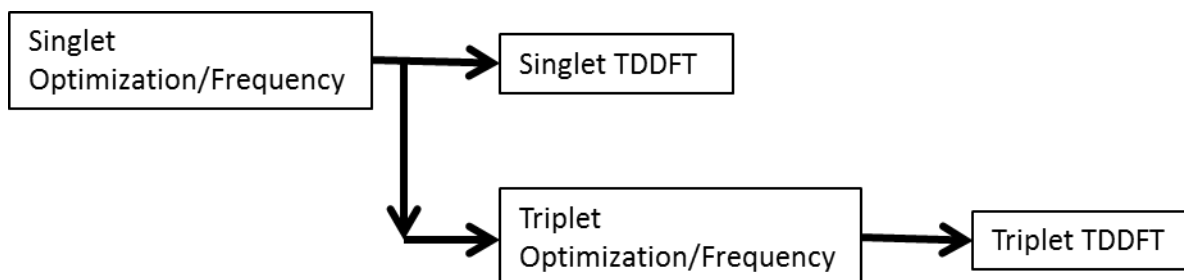 Singlet
Optimization/Frequency
Singlet TDDFT
Triplet
Optimization/Frequency
Triplet TDDFT